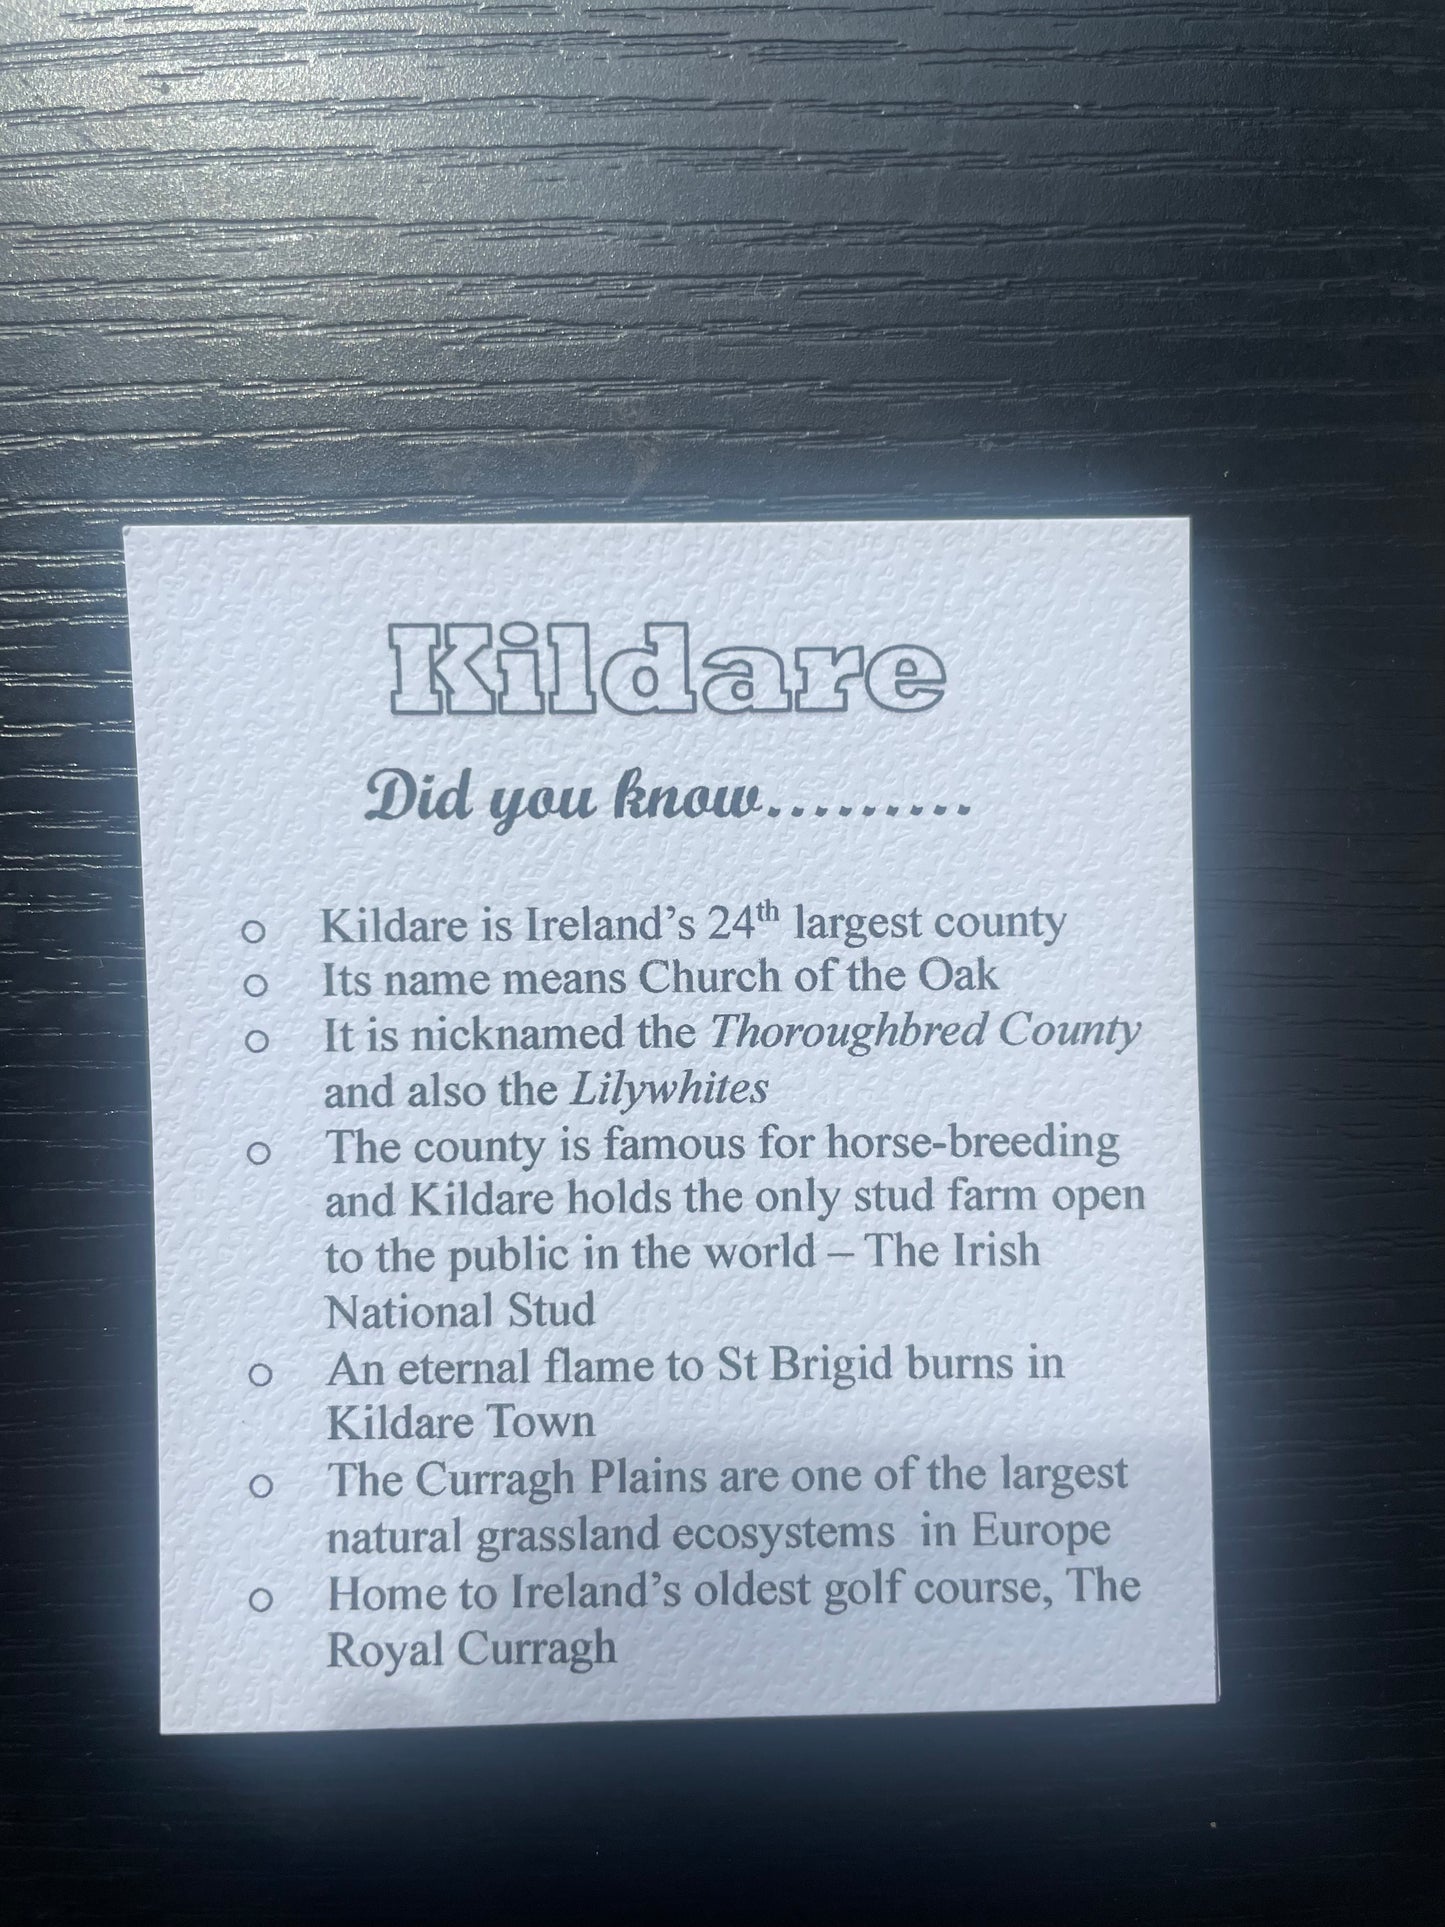 Kildare
Did you know.........
○ Kildare is Ireland's 24th largest county
○ Its name means Church of the Oak
○ It is nicknamed the Thoroughbred County
and also the Lilywhites
○ The county is famous for horse-breeding
and Kildare holds the only stud farm open
to the public in the world – The Irish
National Stud
○ An eternal flame to St Brigid burns in
Kildare Town
○ The Curragh Plains are one of the largest
natural grassland ecosystems  in Europe
○ Home to Ireland's oldest golf course, The
Royal Curragh